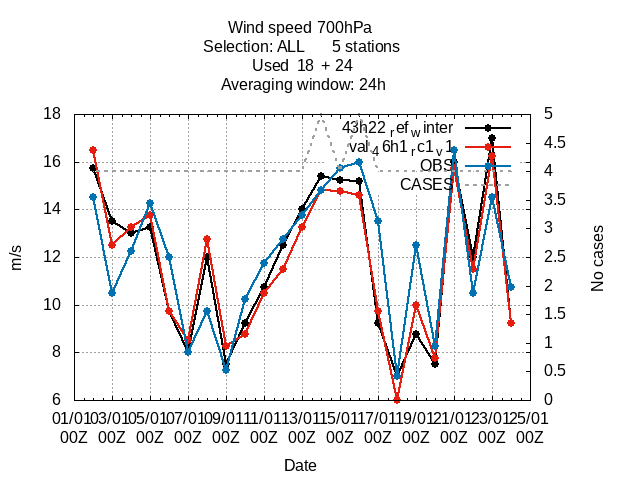 Wind speed 700hPa
Selection: ALL 5 stations
Used 18 + 24
Averaging window: 24h
18
16
14
12
10
8
6
5
4.5
4
3.5
3
2.5
2
1.5
1
0.5
0
43h22_ref_winter
val_46h1_rc1_v1
OBS
CASES
m/s
No cases
01/01 03/01 05/01 07/01 09/01 11/01 13/01 15/01 17/01 19/01 21/01 23/01 25/01
00Z 00Z 00Z 00Z 00Z 00Z 00Z 00Z 00Z 00Z 00Z 00Z 00Z
Date